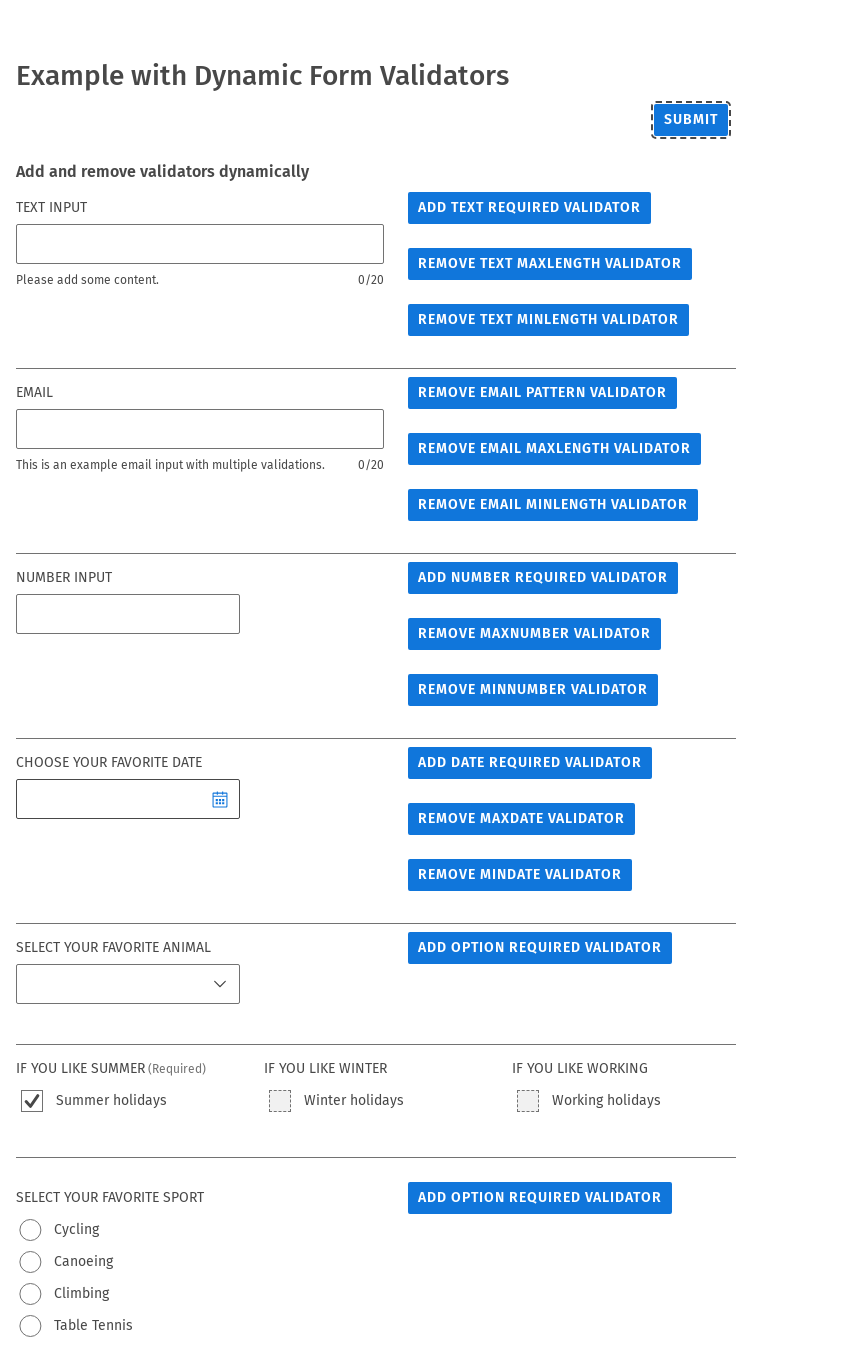 Example with Dynamic Form Validators
SUBMIT
Add and remove validators dynamically
TEXT INPUT
ADD TEXT REQUIRED VALIDATOR
REMOVE TEXT MAXLENGTH VALIDATOR
Please add some content. 0/20
REMOVE TEXT MINLENGTH VALIDATOR
EMAIL
REMOVE EMAIL PATTERN VALIDATOR
REMOVE EMAIL MAXLENGTH VALIDATOR
This is an example email input with multiple validations. 0/20
REMOVE EMAIL MINLENGTH VALIDATOR
NUMBER INPUT
ADD NUMBER REQUIRED VALIDATOR
REMOVE MAXNUMBER VALIDATOR
REMOVE MINNUMBER VALIDATOR
CHOOSE YOUR FAVORITE DATE
ADD DATE REQUIRED VALIDATOR
REMOVE MAXDATE VALIDATOR
REMOVE MINDATE VALIDATOR
SELECT YOUR FAVORITE ANIMAL
ADD OPTION REQUIRED VALIDATOR
IF YOU LIKE SUMMER (Required)
IF YOU LIKE WINTER
IF YOU LIKE WORKING
Summer holidays
Winter holidays
Working holidays
SELECT YOUR FAVORITE SPORT
ADD OPTION REQUIRED VALIDATOR
Cycling
Canoeing
Climbing
Table Tennis